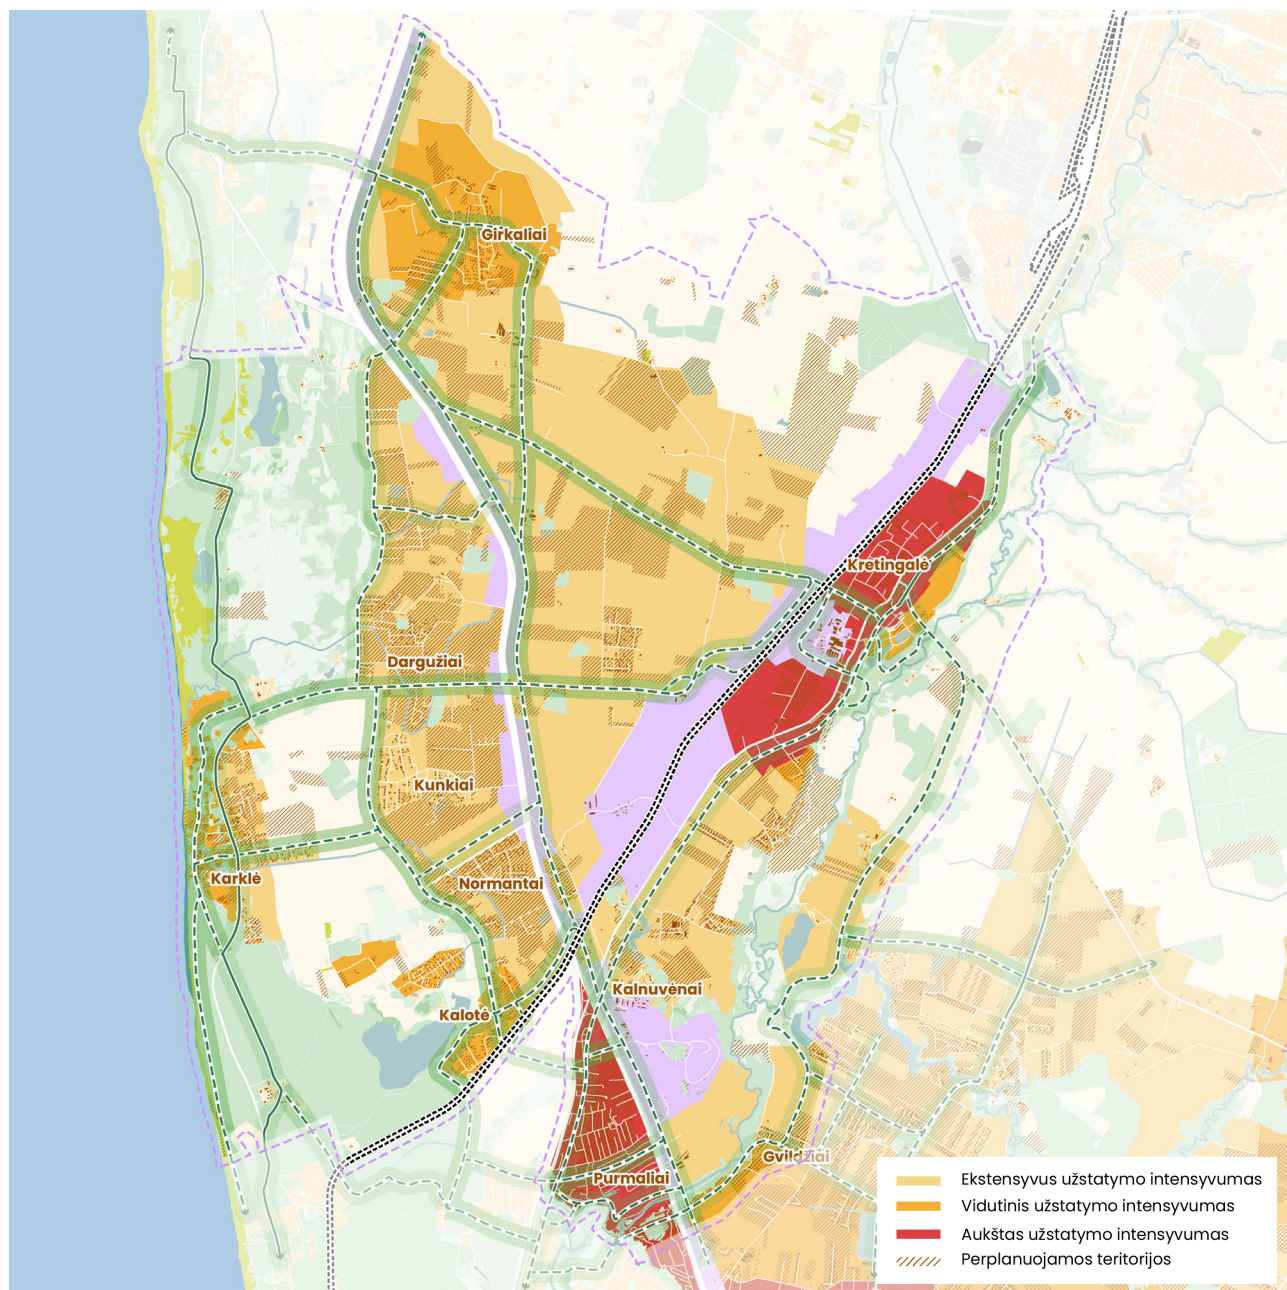 Girkaliai
Kretingalė
Dargužiai
Kunkiai
Karklė
Normantai
Kalnuvėnai
Kalotė
Gvildžiai
Purmaliai
Ekstensyvus užstatymo intensyvumas
Vidutinis užstatymo intensyvumas
Aukštas užstatymo intensyvumas
Perplanuojamos teritorijos